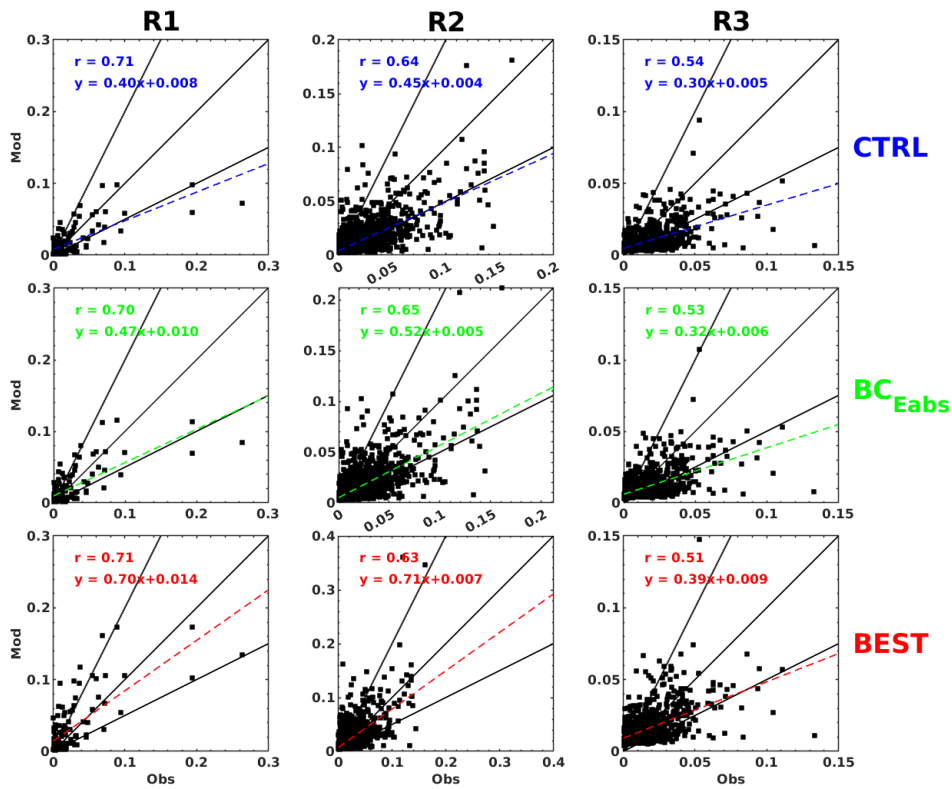 R1 R2 R3
0.3 0.2 0.15
r = 0.71 r = 0.64 r = 0.54
y = 0.40x+0.008 y = 0.45x+0.004 y = 0.30x+0.005
0.2 0.15 0.1
Mod 0.1 CTRL
0.1 0.05 0.05
0 0 0
0 0.1 0.2 0.3 0 0.05 0.1 0.15 0.2 0 0.05 0.1 0.15
0.3 0.2 0.15
r = 0.70 r = 0.65 r = 0.53
y = 0.47x+0.010 y = 0.52x+0.005 y = 0.32x+0.006
0.2 0.15 0.1
Mod 0.1 BCEabs
0.1 0.05 0.05
0 0 0
0 0.1 0.2 0.3 0 0.05 0.1 0.15 0.2 0 0.05 0.1 0.15
0.3 0.4 0.15
r = 0.71 r = 0.63 r = 0.51
y = 0.70x+0.014 y = 0.71x+0.007 y = 0.39x+0.009
0.2 0.3 0.1
Mod 0.2 BEST
0.1 0.1 0.05
0 0 0
0 0.1 0.2 0.3 0 0.1 0.2 0.3 0.4 0 0.05 0.1 0.15
Obs Obs Obs